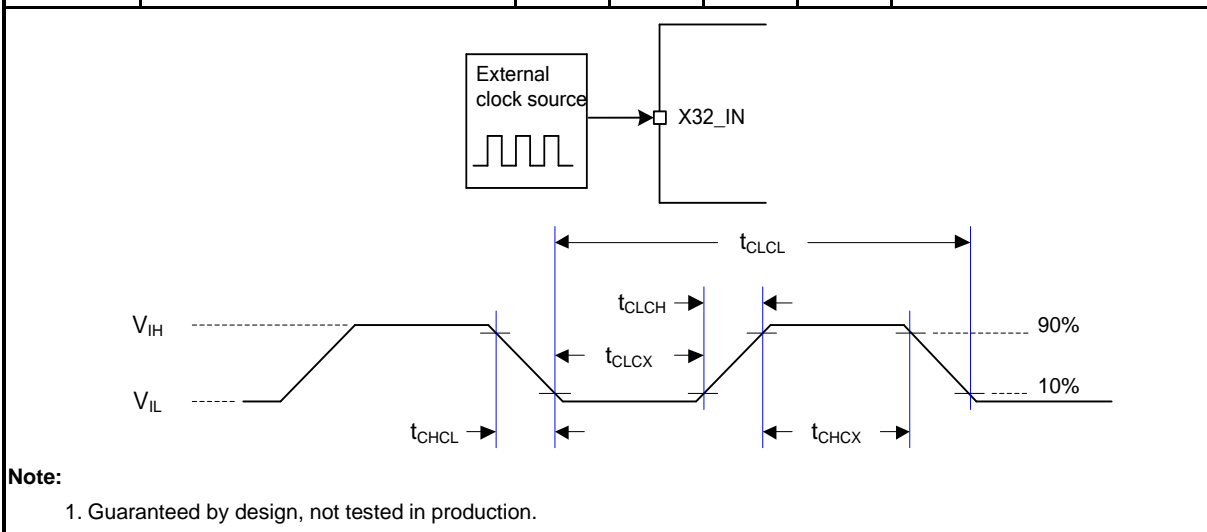 External
clock source
X32_IN
tCLCL
tCLCH
VIH
90%
tCLCX
VIL
10%
tCHCL
tCHCX
Note:
1. Guaranteed by design, not tested in production.